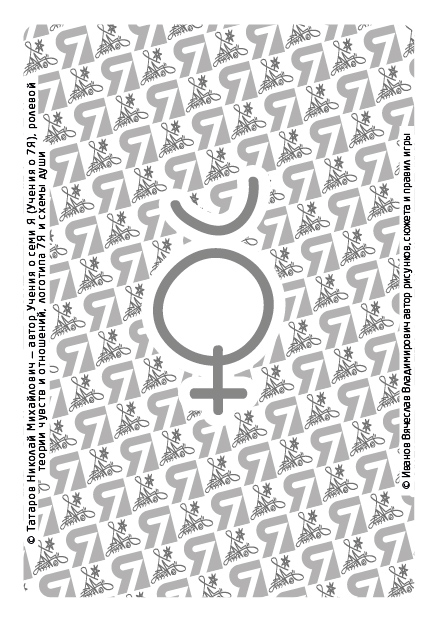 © Татаров Николай Михайлович – автор Учения о семи Я (Учения о 7Я), ролевой
теории чувств и отношений, логотипа 7Я и схемы души
© Иванов Вячеслав Владимирович автор рисунков, сюжета и правил игры